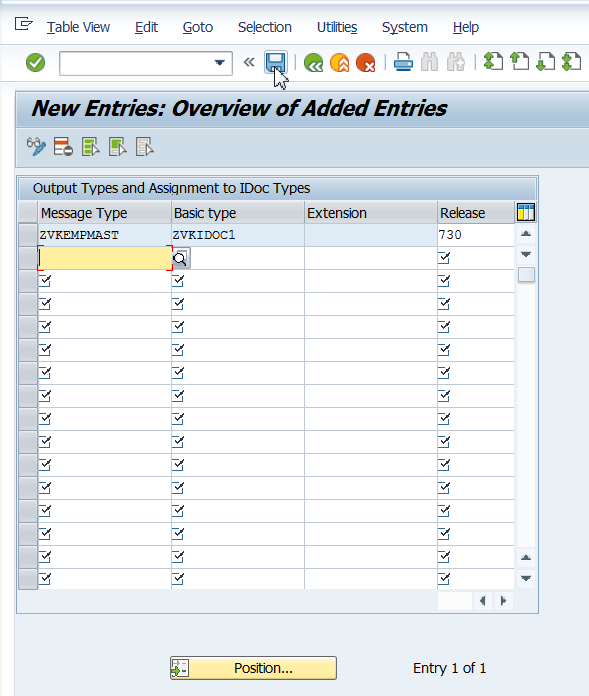 Table View Edit Goto Selection Utilities System Help
New Entries: Overview of Added Entries
Output Types and Assignment to IDoc Types
Message Type Basic type Extension Release
ZVKEMPMAST ZVKIDOC1 730
Position... Entry 1 of 1